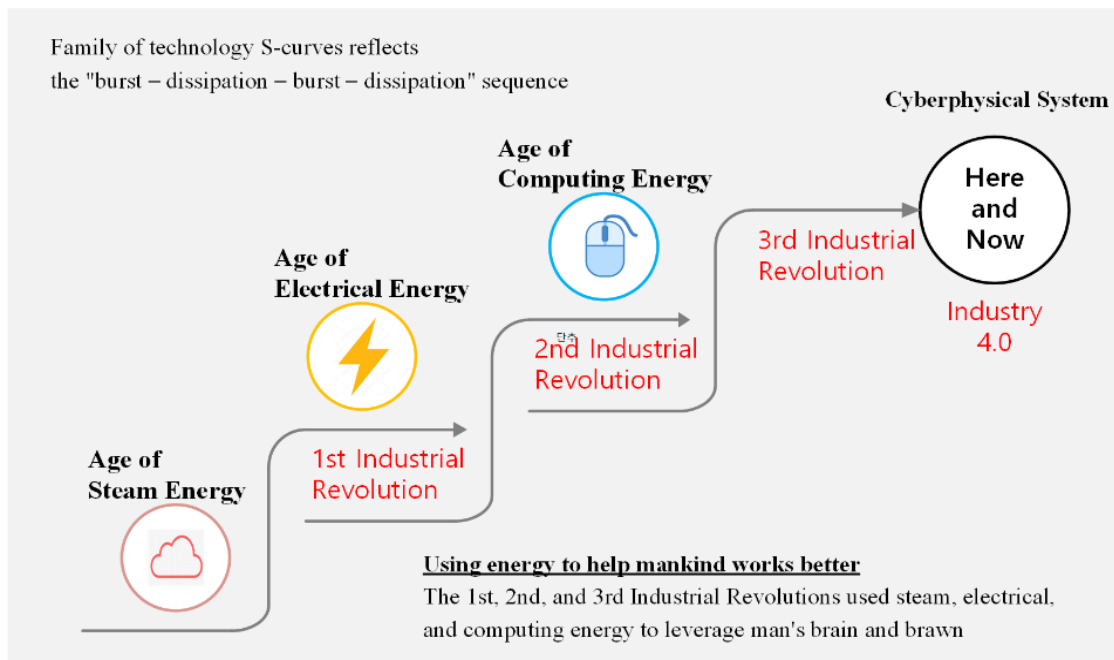 Family of technology S-curves reflects
the "burst – dissipation – burst – dissipation" sequence
Cyberphysical System
Here
and
Now
Industry
4.0
Age of
Computing Energy
3rd Industrial
Revolution
Age of
Electrical Energy
단축
2nd Industrial
Revolution
Age of
Steam Energy
1st Industrial
Revolution
Using energy to help mankind works better
The 1st, 2nd, and 3rd Industrial Revolutions used steam, electrical,
and computing energy to leverage man's brain and brawn